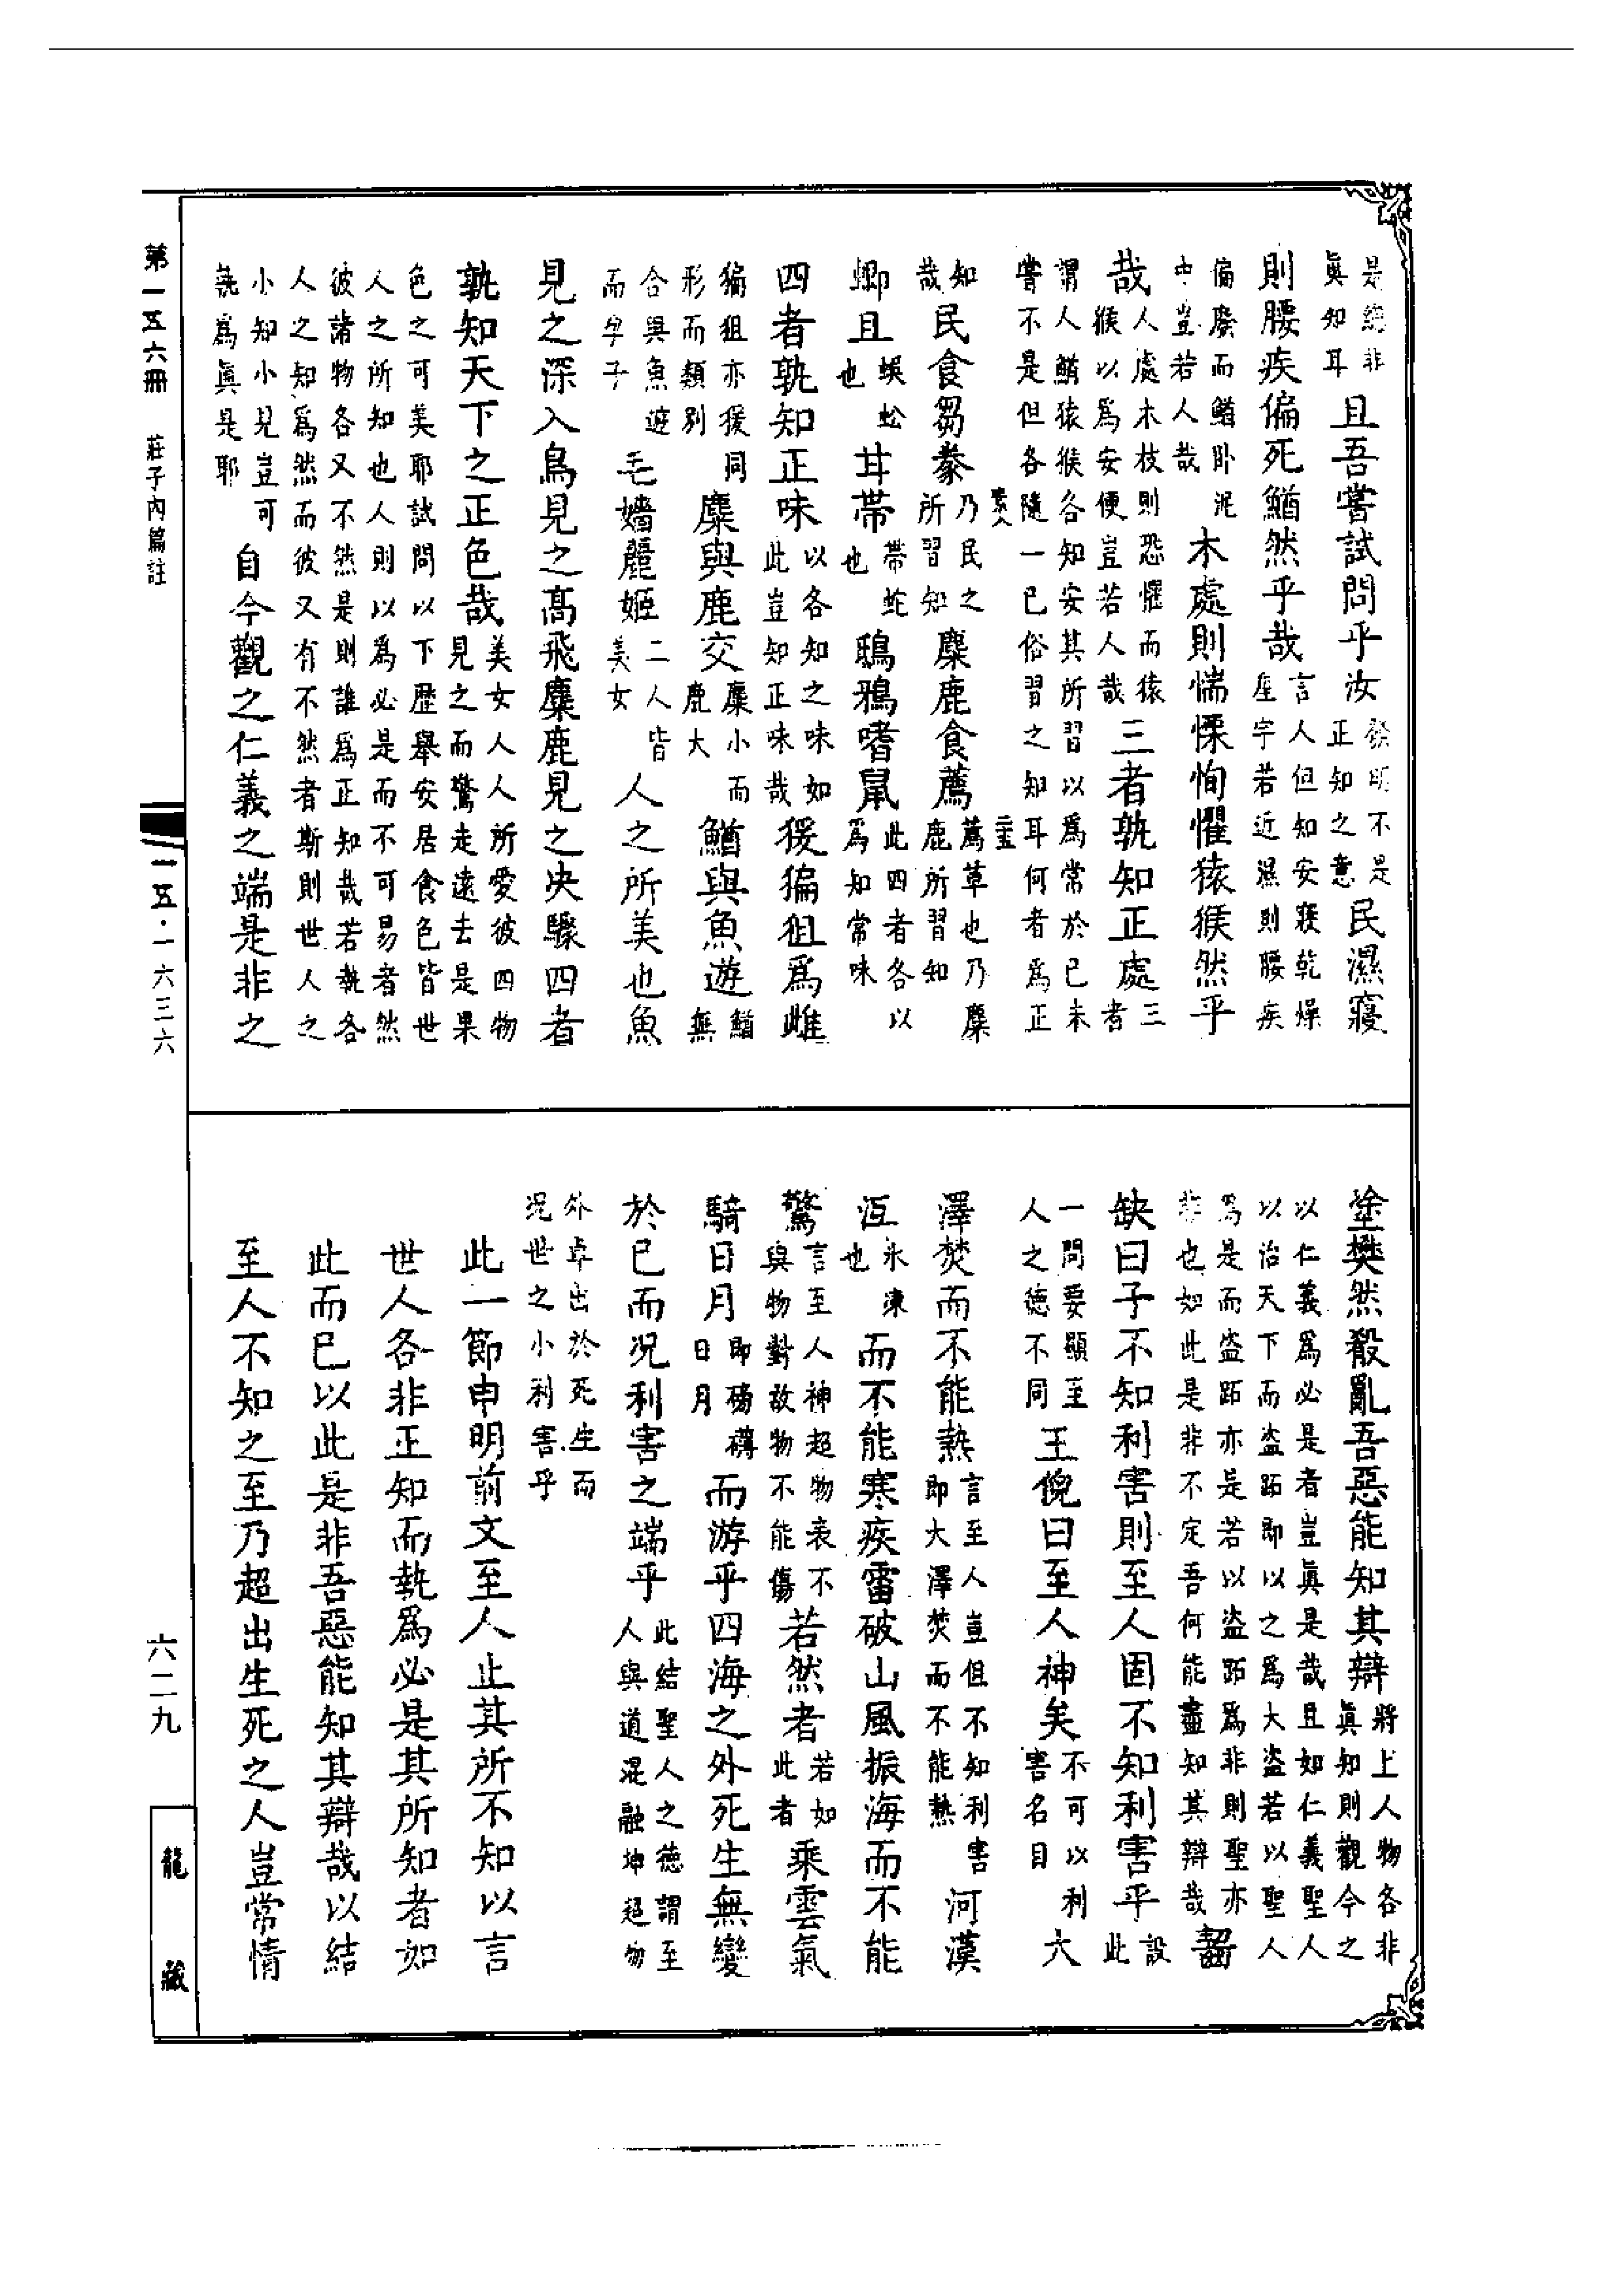 是總非眞知耳且吾嘗試問乎汝發明不是正知之意民濕寢
則腰疾偏死鰌然乎哉言人但知安寢乾燥宇若近濕則腰疾
偏廢而鰌卧泥中豈若人哉木處則惴慄恂懼猿猴然乎
哉人處木枝則恐懼而猿猴以爲安便豈若人哉三者孰知正處三者
謂人鰌猿猴各知安其所習以爲常於已未嘗不是但各隨一已俗習之知耳何者爲正
知哉民食芻豢乃民之所習知麋鹿食薦薦草也乃麋鹿所習知
蝍且蜈蚣也甘帶帶蛇也鴟鴉嗜鼠此四者各以爲知常味
四者孰知正味以各知之味如此豈知正味哉猨猵狙爲雌
猵狙亦猨同形而類別麋與鹿交麋小而鹿大鰌與魚遊鰌無
合與魚遊而孕子毛嬙麗姬二人皆美女人之所美也魚
見之深入鳥見之髙飛麋鹿見之决驟四者
孰知天下之正色哉美女人人所愛彼四物見之而驚走遠去是果
色之可美耶試問以下歴舉安居食色皆世人之所知也人則以爲必是而不可易者然
彼諸物各又不然是則誰爲正知哉若執各人之知爲然而彼又有不然者斯則世人之
小知小見豈可執爲眞是耶自今觀之仁義之端是非之
塗樊然殽亂吾惡能知其辯將上人物各非眞知則觀今之
以仁義爲必是者豈眞是哉且如仁義聖人以治天下而盗跖即以之爲大盗若以聖人
爲是而盗跖亦是若以盗跖爲非則聖亦非也如此是非不定吾何能盡知其辯哉齧
缺曰子不知利害則至人固不知利害乎設此
一問要顯至人之德不同王倪曰至人神矣不可以利害名目大
澤焚而不能熱言至人豈但不知利害即大澤焚而不能熱河漢
冱氷凍也而不能寒疾雷破山風振海而不能
驚言至人神超物表不與物對故物不能傷若然者若如此者乘雲氣
騎日月即磅礴日月而游乎四海之外死生無變
於已而况利害之端乎此結聖人之德謂至人與道混融坤超物
外卓出於死生而况世之小利害乎
此一節申明前文至人止其所不知以言
世人各非正知而執爲必是其所知者如
此而已以此是非吾惡能知其辯哉以結
至人不知之至乃超出生死之人豈常情
第一五六冊 莊子內篇註
一五·一六三六
六二九
龍藏